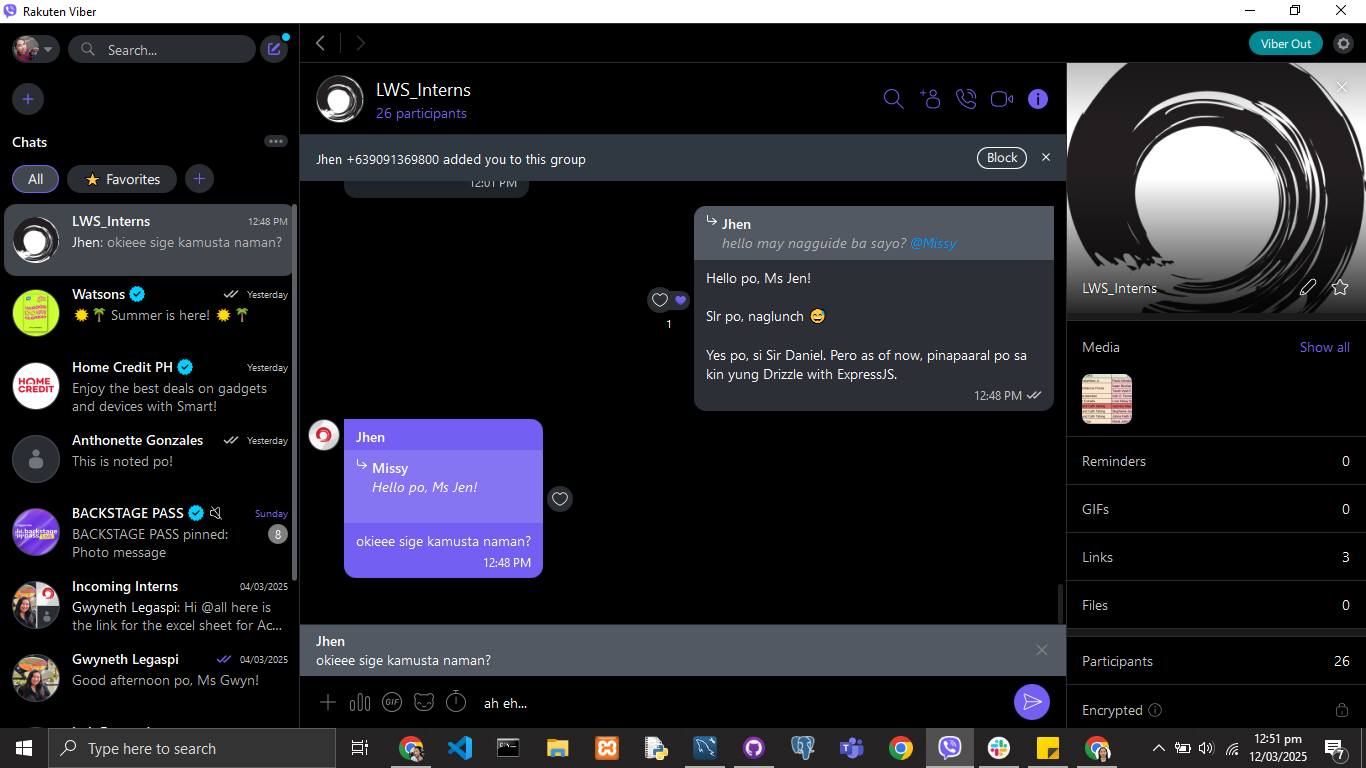 Rakuten Viber
Search...
Viber Out
Chats
All
Favorites
LWS_Interns
12:48 PM
Jhen: okieee sige kamusta naman?
Watsons
Yesterday
Summer is here!
Home Credit PH
Yesterday
Enjoy the best deals on gadgets
and devices with Smart!
HOME
CREDIT
Anthonette Gonzales
Yesterday
This is noted po!
BACKSTAGE PASS
Sunday
BACKSTAGE PASS pinned:
Photo message
8
Incoming Interns
04/03/2025
Gwyneth Legaspi: Hi @all here is
the link for the excel sheet for Ac...
Gwyneth Legaspi
04/03/2025
Good afternoon po, Ms Gwyn!
LWS_Interns
26 participants
Jhen +639091369800 added you to this group
Block
12:01 PM
Jhen
hello may nagguide ba sayo? @Missy
Hello po, Ms Jen!
Slr po, naglunch
Yes po, si Sir Daniel. Pero as of now, pinapaaral po sa
kin yung Drizzle with ExpressJS.
12:48 PM
1
Jhen
Missy
Hello po, Ms Jen!
okieee sige kamusta naman?
12:48 PM
Jhen
okieee sige kamusta naman?
GIF
ah eh...
LWS_Interns
Media
Show all
Reminders
0
GIFs
0
Links
3
Files
0
Participants
26
Encrypted
Type here to search
12:51 pm
12/03/2025
7